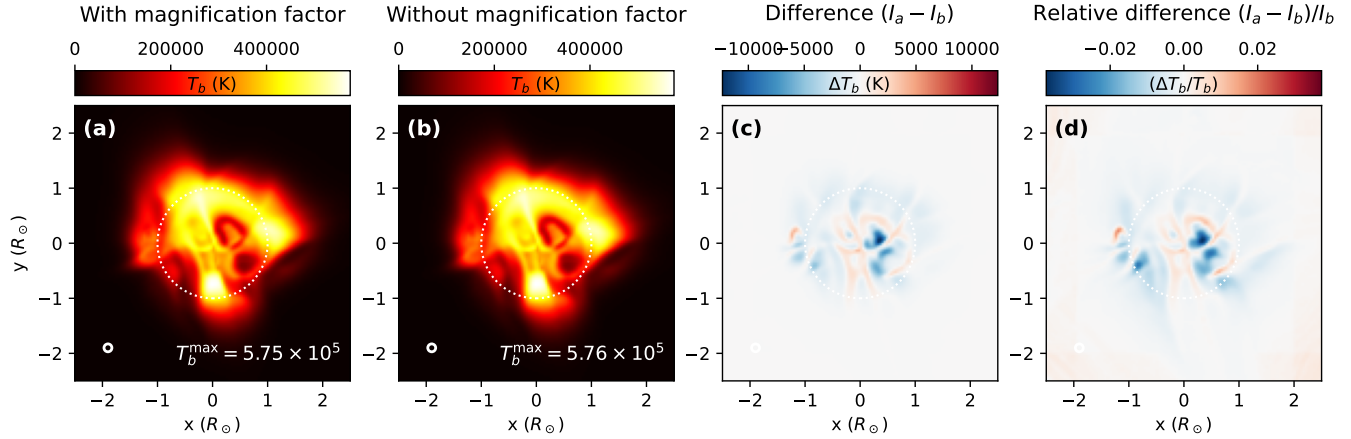 With magnification factor
Without magnification factor
Difference (I_a − I_b)
Relative difference (I_a − I_b)/I_b
0 200000 400000
0 200000 400000
−10000 −5000 0 5000 10000
−0.02 0.00 0.02
T_b (K)
T_b (K)
ΔT_b (K)
(ΔT_b/T_b)
(a)
(b)
(c)
(d)
y (R_⊙)
2
1
0
−1
−2
2
1
0
−1
−2
2
1
0
−1
−2
2
1
0
−1
−2
T_b^max = 5.75 × 10^5
T_b^max = 5.76 × 10^5
−2 −1 0 1 2
−2 −1 0 1 2
−2 −1 0 1 2
−2 −1 0 1 2
x (R_⊙)
x (R_⊙)
x (R_⊙)
x (R_⊙)